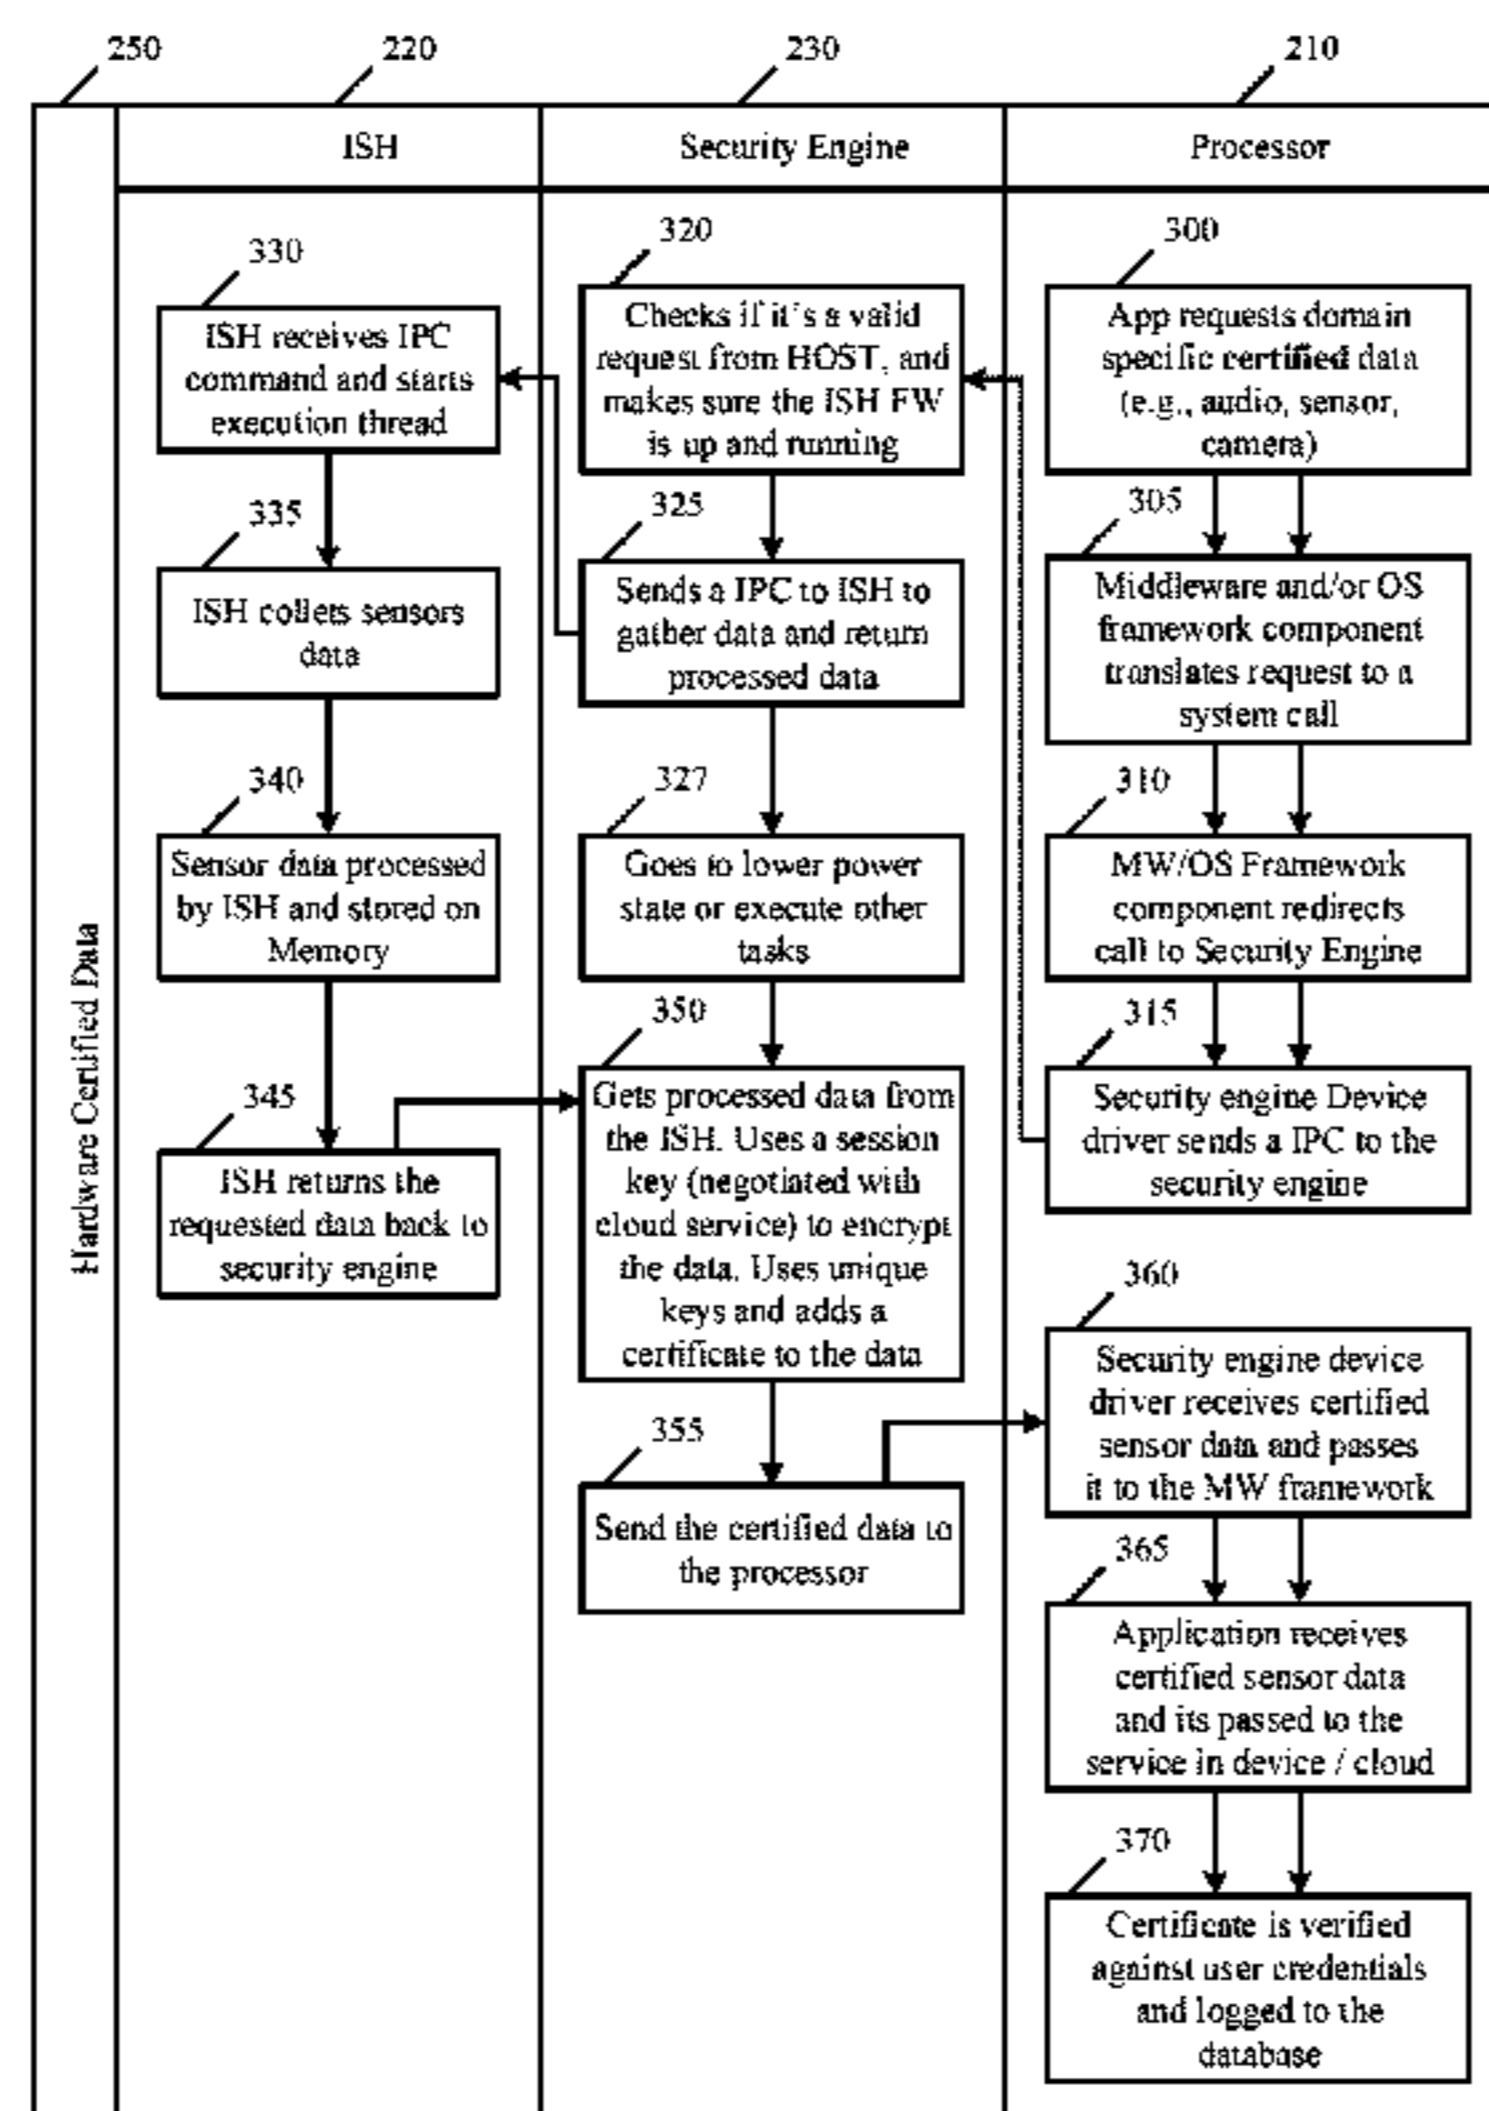 250
220
230
210
ISH
Security Engine
Processor
Hardware Certified Data
330
ISH receives IPC
command and starts
execution thread
335
ISH collets sensors
data
340
Sensor data processed
by ISH and stored on
Memory
345
ISH returns the
requested data back to
security engine
320
Checks if it's a valid
request from HOST, and
makes sure the ISH FW
is up and running
325
Sends a IPC to ISH to
gather data and return
processed data
327
Goes to lower power
state or execute other
tasks
350
Gets processed data from
the ISH. Uses a session
key (negotiated with
cloud service) to encrypt
the data. Uses unique
keys and adds a
certificate to the data
355
Send the certified data to
the processor
300
App requests domain
specific certified data
(e.g., audio, sensor,
camera)
305
Middleware and/or OS
framework component
translates request to a
system call
310
MW/OS Framework
component redirects
call to Security Engine
315
Security engine Device
driver sends a IPC to the
security engine
360
Security engine device
driver receives certified
sensor data and passes
it to the MW framework
365
Application receives
certified sensor data
and its passed to the
service in device / cloud
370
Certificate is verified
against user credentials
and logged to the
database